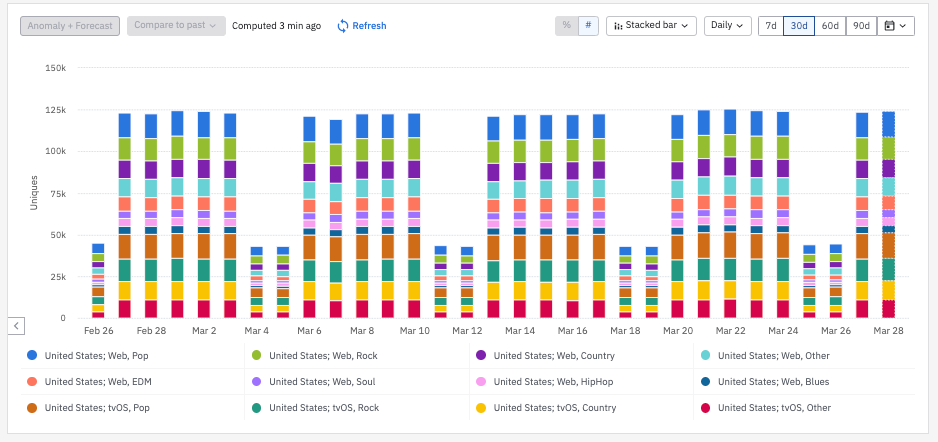 Anomaly + Forecast Compare to past Computed 3 min ago Refresh % # Stacked bar Daily 7d 30d 60d 90d
150k
125k
100k
75k
50k
25k
0
Uniques
Feb 26 Feb 28 Mar 2 Mar 4 Mar 6 Mar 8 Mar 10 Mar 12 Mar 14 Mar 16 Mar 18 Mar 20 Mar 22 Mar 24 Mar 26 Mar 28
United States; Web, Pop United States; Web, Rock United States; Web, Country United States; Web, Other
United States; Web, EDM United States; Web, Soul United States; Web, HipHop United States; Web, Blues
United States; tvOS, Pop United States; tvOS, Rock United States; tvOS, Country United States; tvOS, Other